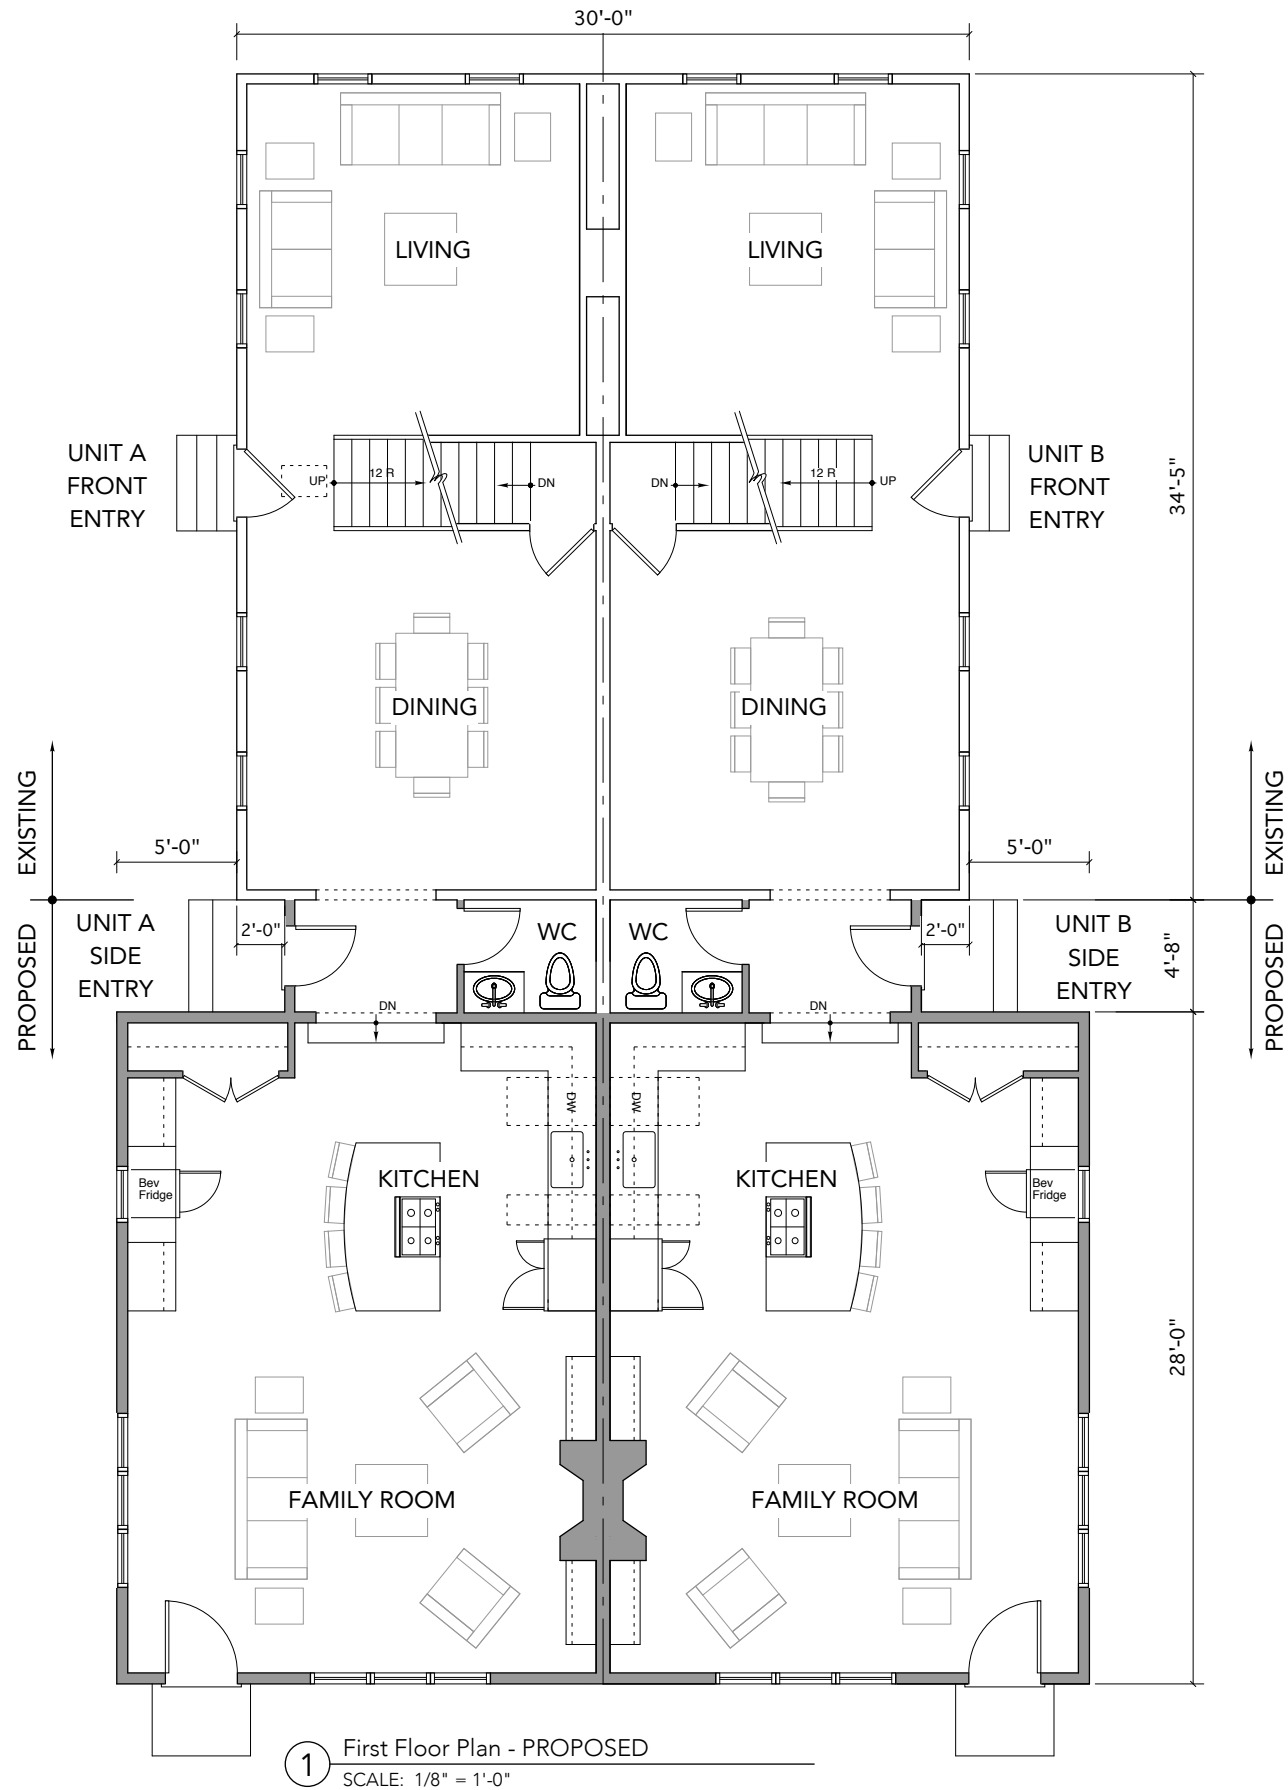 30'-0"
LIVING
LIVING
UNIT A
FRONT
ENTRY
UP
12 R
DN
DN
12 R
UP
UNIT B
FRONT
ENTRY
34'-5"
DINING
DINING
EXISTING
EXISTING
5'-0"
5'-0"
PROPOSED
UNIT A
SIDE
ENTRY
2'-0"
WC
WC
2'-0"
UNIT B
SIDE
ENTRY
4'-8"
PROPOSED
DN
DN
DW
DW
Bev
Fridge
KITCHEN
KITCHEN
Bev
Fridge
28'-0"
FAMILY ROOM
FAMILY ROOM
1
First Floor Plan - PROPOSED
SCALE: 1/8" = 1'-0"